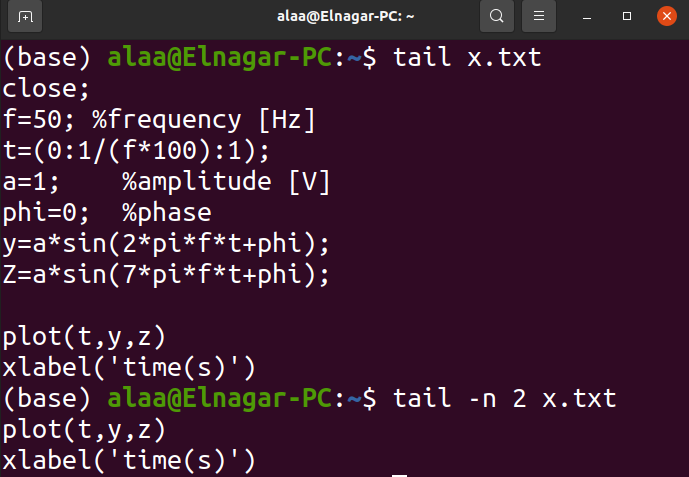 alaa@Elnagar-PC: ~
(base) alaa@Elnagar-PC:~$ tail x.txt
close;
f=50; %frequency [Hz]
t=(0:1/(f*100):1);
a=1;    %amplitude [V]
phi=0;  %phase
y=a*sin(2*pi*f*t+phi);
Z=a*sin(7*pi*f*t+phi);

plot(t,y,z)
xlabel('time(s)')
(base) alaa@Elnagar-PC:~$ tail -n 2 x.txt
plot(t,y,z)
xlabel('time(s)')